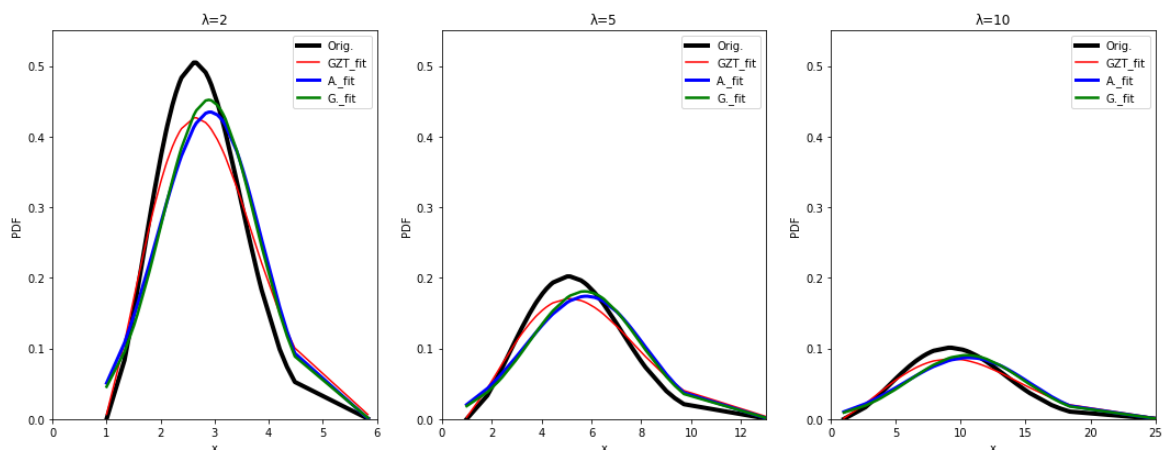 λ=2
Orig.
GZT_fit
A._fit
G._fit
PDF
0.5
0.4
0.3
0.2
0.1
0.0
0 1 2 3 4 5 6
x
λ=5
Orig.
GZT_fit
A._fit
G._fit
PDF
0.5
0.4
0.3
0.2
0.1
0.0
0 2 4 6 8 10 12
x
λ=10
Orig.
GZT_fit
A._fit
G._fit
PDF
0.5
0.4
0.3
0.2
0.1
0.0
0 5 10 15 20 25
x